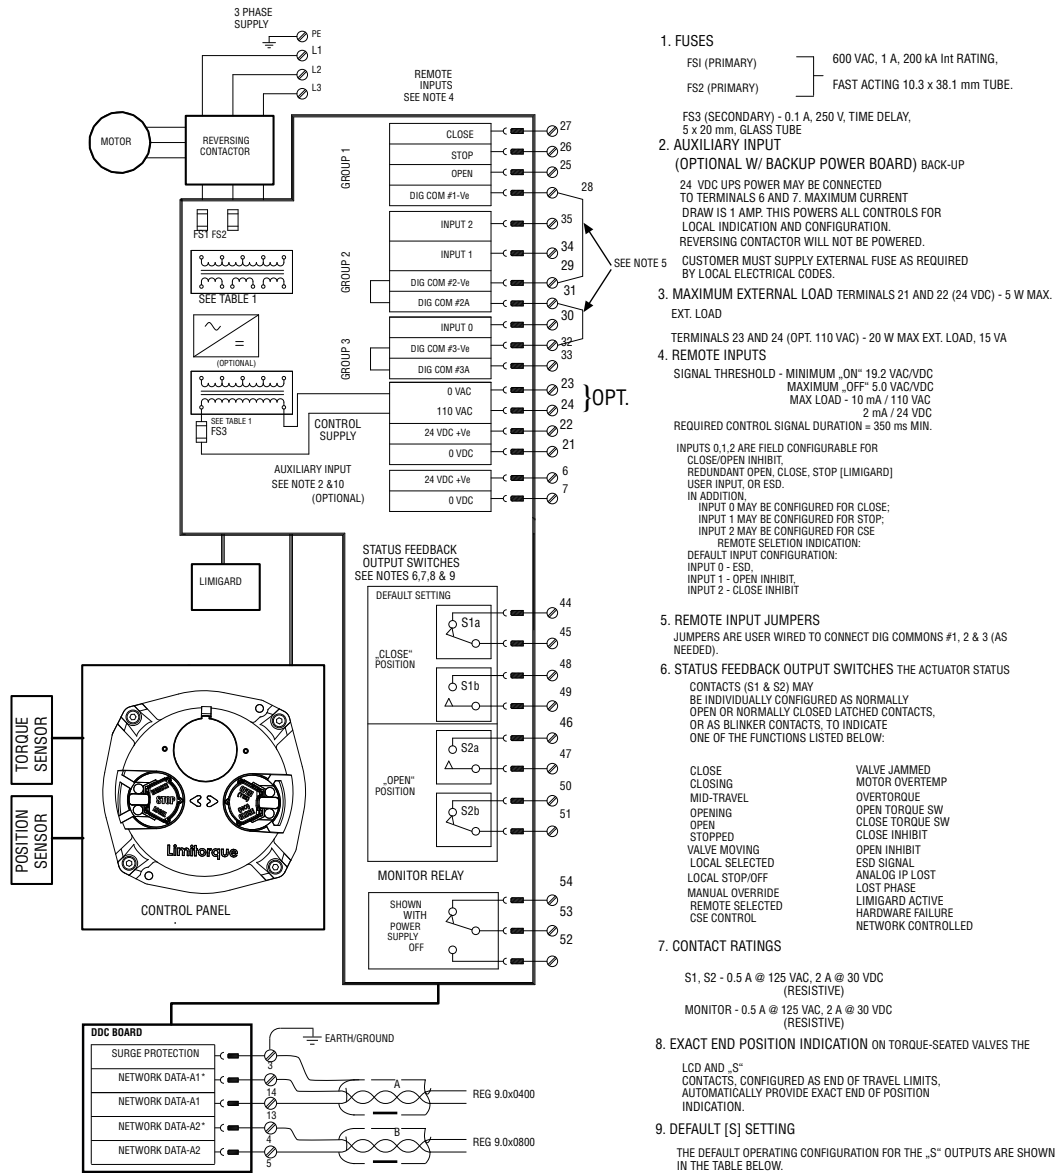 3 PHASE
SUPPLY
PE
L1
L2
L3
MOTOR
REVERSING
CONTACTOR
REMOTE
INPUTS
SEE NOTE 4
GROUP 1
CLOSE
27
STOP
26
OPEN
25
DIG COM #1-Ve
28
GROUP 2
INPUT 2
35
INPUT 1
34
DIG COM #2-Ve
29
DIG COM #2A
31
SEE NOTE 5
GROUP 3
INPUT 0
30
DIG COM #3-Ve
32
DIG COM #3A
33
0 VAC
23
110 VAC
24
}OPT.
24 VDC +Ve
22
0 VDC
21
CONTROL
SUPPLY
AUXILIARY INPUT
SEE NOTE 2 &10
(OPTIONAL)
24 VDC +Ve
6
0 VDC
7
FS1 FS2
SEE TABLE 1
(OPTIONAL)
SEE TABLE 1
FS3
LIMIGARD
STATUS FEEDBACK
OUTPUT SWITCHES
SEE NOTES 6,7,8 & 9
DEFAULT SETTING
„CLOSE"
POSITION
S1a
44
45
S1b
48
49
„OPEN"
POSITION
S2a
46
47
S2b
50
51
MONITOR RELAY
SHOWN
WITH
POWER
SUPPLY
OFF
54
53
52
TORQUE
SENSOR
POSITION
SENSOR
STOP
Limitorque
CONTROL PANEL
DDC BOARD
SURGE PROTECTION
NETWORK DATA-A1*
NETWORK DATA-A1
NETWORK DATA-A2*
NETWORK DATA-A2
3
14
13
4
5
EARTH/GROUND
A
REG 9.0x0400
B
REG 9.0x0800
1. FUSES
FSI (PRIMARY)
FS2 (PRIMARY)
600 VAC, 1 A, 200 kA Int RATING,
FAST ACTING 10.3 x 38.1 mm TUBE.
FS3 (SECONDARY) - 0.1 A, 250 V, TIME DELAY,
5 x 20 mm, GLASS TUBE
2. AUXILIARY INPUT
(OPTIONAL W/ BACKUP POWER BOARD) BACK-UP
24 VDC UPS POWER MAY BE CONNECTED
TO TERMINALS 6 AND 7. MAXIMUM CURRENT
DRAW IS 1 AMP. THIS POWERS ALL CONTROLS FOR
LOCAL INDICATION AND CONFIGURATION.
REVERSING CONTACTOR WILL NOT BE POWERED.
CUSTOMER MUST SUPPLY EXTERNAL FUSE AS REQUIRED
BY LOCAL ELECTRICAL CODES.
3. MAXIMUM EXTERNAL LOAD TERMINALS 21 AND 22 (24 VDC) - 5 W MAX.
EXT. LOAD
TERMINALS 23 AND 24 (OPT. 110 VAC) - 20 W MAX EXT. LOAD, 15 VA
4. REMOTE INPUTS
SIGNAL THRESHOLD - MINIMUM „ON" 19.2 VAC/VDC
MAXIMUM „OFF" 5.0 VAC/VDC
MAX LOAD - 10 mA / 110 VAC
2 mA / 24 VDC
REQUIRED CONTROL SIGNAL DURATION = 350 ms MIN.
INPUTS 0,1,2 ARE FIELD CONFIGURABLE FOR
CLOSE/OPEN INHIBIT,
REDUNDANT OPEN, CLOSE, STOP [LIMIGARD]
USER INPUT, OR ESD.
IN ADDITION,
INPUT 0 MAY BE CONFIGURED FOR CLOSE;
INPUT 1 MAY BE CONFIGURED FOR STOP;
INPUT 2 MAY BE CONFIGURED FOR CSE
REMOTE SELETION INDICATION:
DEFAULT INPUT CONFIGURATION:
INPUT 0 - ESD,
INPUT 1 - OPEN INHIBIT,
INPUT 2 - CLOSE INHIBIT
5. REMOTE INPUT JUMPERS
JUMPERS ARE USER WIRED TO CONNECT DIG COMMONS #1, 2 & 3 (AS
NEEDED).
6. STATUS FEEDBACK OUTPUT SWITCHES THE ACTUATOR STATUS
CONTACTS (S1 & S2) MAY
BE INDIVIDUALLY CONFIGURED AS NORMALLY
OPEN OR NORMALLY CLOSED LATCHED CONTACTS,
OR AS BLINKER CONTACTS, TO INDICATE
ONE OF THE FUNCTIONS LISTED BELOW:
CLOSE
CLOSING
MID-TRAVEL
OPENING
OPEN
STOPPED
VALVE MOVING
LOCAL SELECTED
LOCAL STOP/OFF
MANUAL OVERRIDE
REMOTE SELECTED
CSE CONTROL
VALVE JAMMED
MOTOR OVERTEMP
OVERTORQUE
OPEN TORQUE SW
CLOSE TORQUE SW
CLOSE INHIBIT
OPEN INHIBIT
ESD SIGNAL
ANALOG IP LOST
LOST PHASE
LIMIGARD ACTIVE
HARDWARE FAILURE
NETWORK CONTROLLED
7. CONTACT RATINGS
S1, S2 - 0.5 A @ 125 VAC, 2 A @ 30 VDC
(RESISTIVE)
MONITOR - 0.5 A @ 125 VAC, 2 A @ 30 VDC
(RESISTIVE)
8. EXACT END POSITION INDICATION ON TORQUE-SEATED VALVES THE
LCD AND „S"
CONTACTS, CONFIGURED AS END OF TRAVEL LIMITS,
AUTOMATICALLY PROVIDE EXACT END OF POSITION
INDICATION.
9. DEFAULT [S] SETTING
THE DEFAULT OPERATING CONFIGURATION FOR THE „S" OUTPUTS ARE SHOWN
IN THE TABLE BELOW.